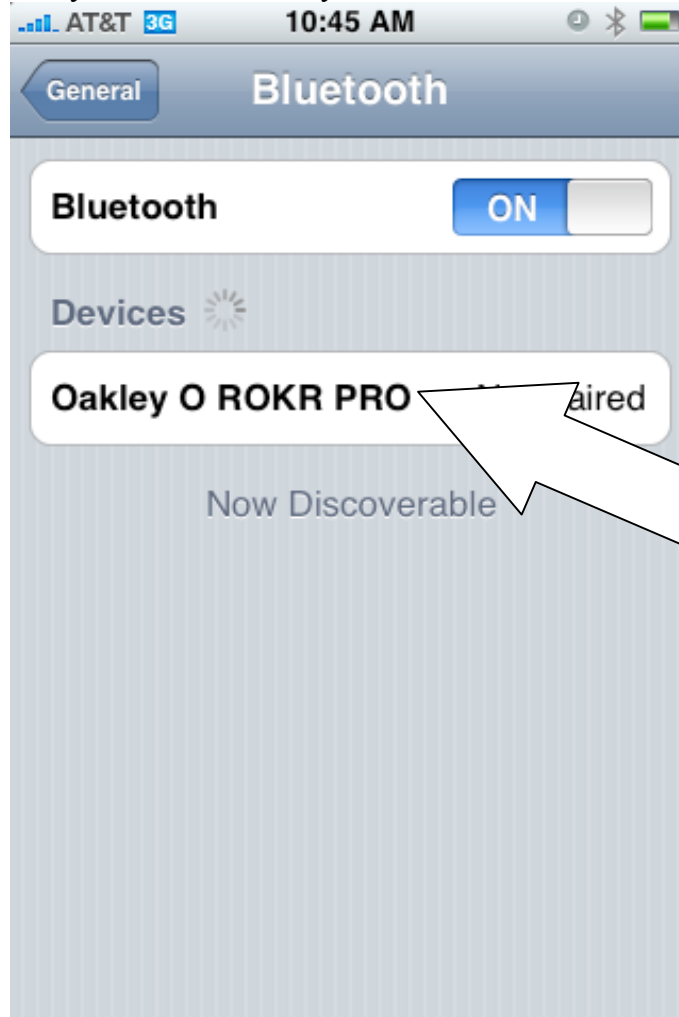 AT&T 3G 10:45 AM
General Bluetooth
Bluetooth ON
Devices
Oakley O ROKR PRO
Now Discoverable